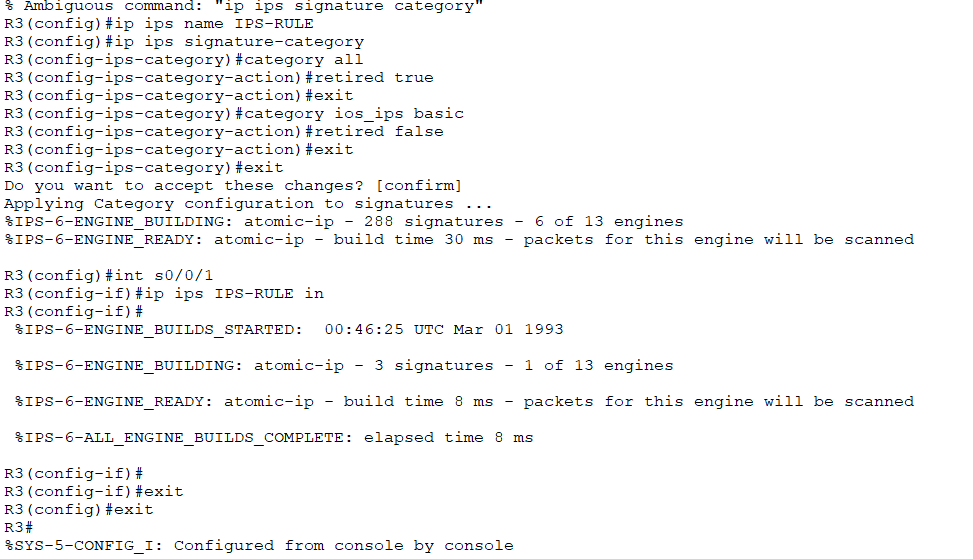 % Ambiguous command: "ip ips signature category"
R3(config)#ip ips name IPS-RULE
R3(config)#ip ips signature-category
R3(config-ips-category)#category all
R3(config-ips-category-action)#retired true
R3(config-ips-category-action)#exit
R3(config-ips-category)#category ios_ips basic
R3(config-ips-category-action)#retired false
R3(config-ips-category-action)#exit
R3(config-ips-category)#exit
Do you want to accept these changes? [confirm]
Applying Category configuration to signatures ...
%IPS-6-ENGINE_BUILDING: atomic-ip - 288 signatures - 6 of 13 engines
%IPS-6-ENGINE_READY: atomic-ip - build time 30 ms - packets for this engine will be scanned
R3(config)#int s0/0/1
R3(config-if)#ip ips IPS-RULE in
R3(config-if)#
%IPS-6-ENGINE_BUILDS_STARTED:  00:46:25 UTC Mar 01 1993
%IPS-6-ENGINE_BUILDING: atomic-ip - 3 signatures - 1 of 13 engines
%IPS-6-ENGINE_READY: atomic-ip - build time 8 ms - packets for this engine will be scanned
%IPS-6-ALL_ENGINE_BUILDS_COMPLETE: elapsed time 8 ms
R3(config-if)#
R3(config-if)#exit
R3(config)#exit
R3#
%SYS-5-CONFIG_I: Configured from console by console